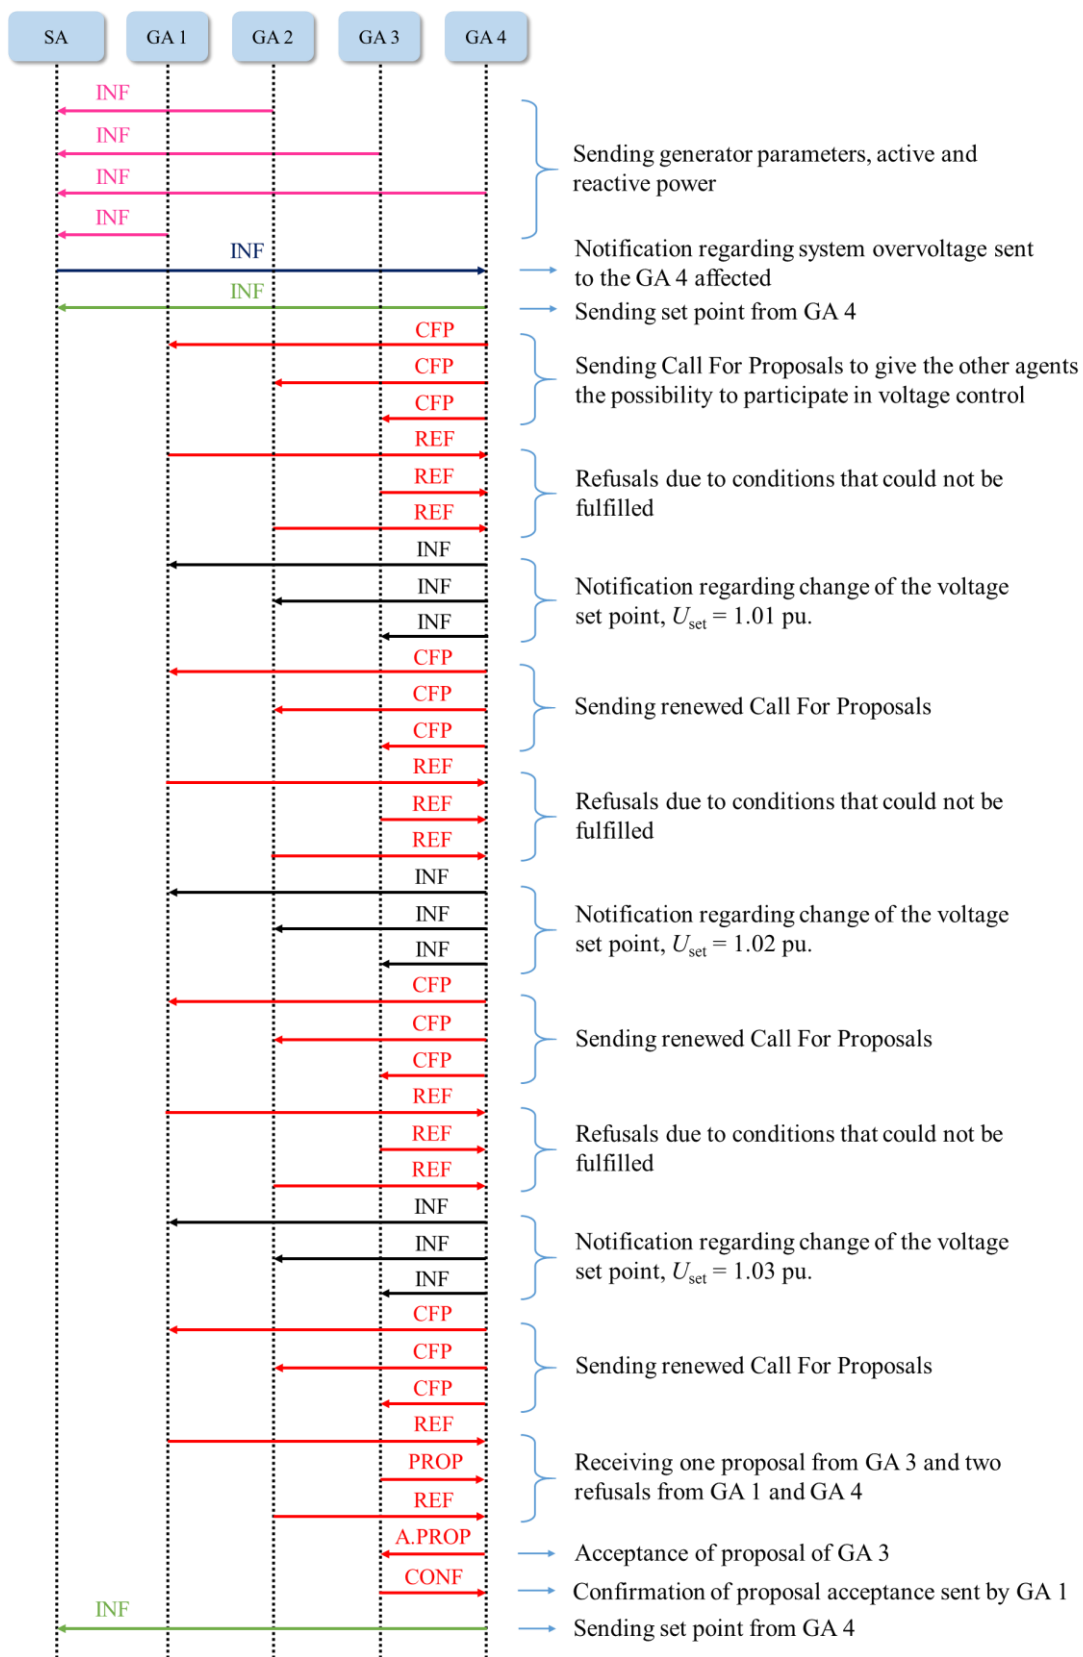 SA GA 1 GA 2 GA 3 GA 4
INF
INF
Sending generator parameters, active and
reactive power
INF
INF
INF
Notification regarding system overvoltage sent
to the GA 4 affected
INF
Sending set point from GA 4
CFP
CFP
Sending Call For Proposals to give the other agents
the possibility to participate in voltage control
CFP
REF
REF
Refusals due to conditions that could not be
fulfilled
REF
INF
INF
Notification regarding change of the voltage
set point, Uset = 1.01 pu.
INF
CFP
CFP
Sending renewed Call For Proposals
CFP
REF
REF
Refusals due to conditions that could not be
fulfilled
REF
INF
INF
Notification regarding change of the voltage
set point, Uset = 1.02 pu.
INF
CFP
CFP
Sending renewed Call For Proposals
CFP
REF
REF
Refusals due to conditions that could not be
fulfilled
REF
INF
INF
Notification regarding change of the voltage
set point, Uset = 1.03 pu.
INF
CFP
CFP
Sending renewed Call For Proposals
CFP
REF
PROP
Receiving one proposal from GA 3 and two
refusals from GA 1 and GA 4
REF
A.PROP
Acceptance of proposal of GA 3
CONF
Confirmation of proposal acceptance sent by GA 1
INF
Sending set point from GA 4